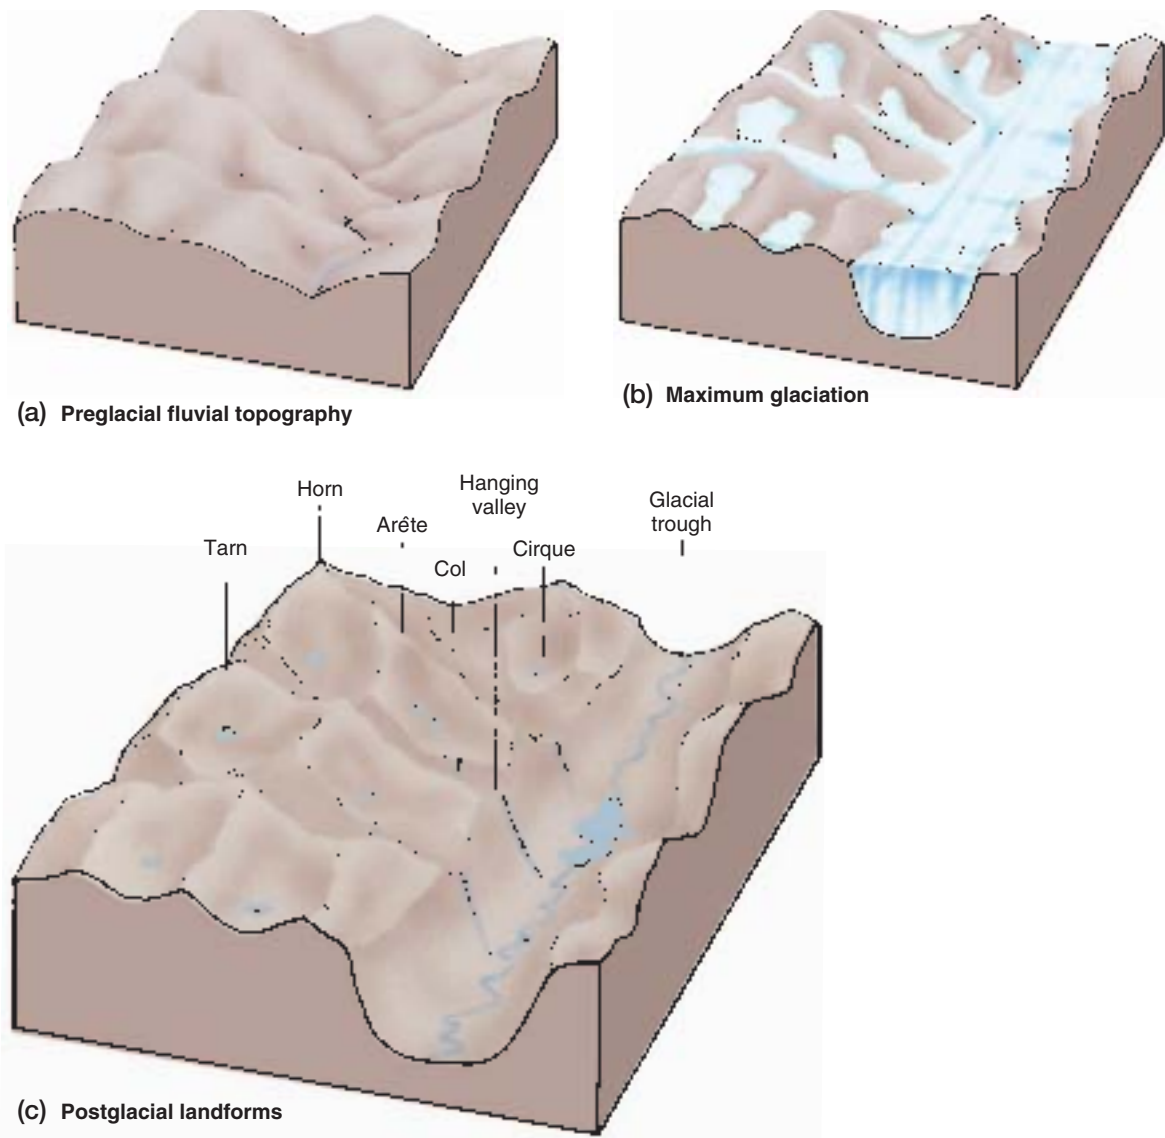 (a) Preglacial fluvial topography
(b) Maximum glaciation
Horn
Hanging
valley
Glacial
trough
Arête
Tarn
Col
Cirque
(c) Postglacial landforms